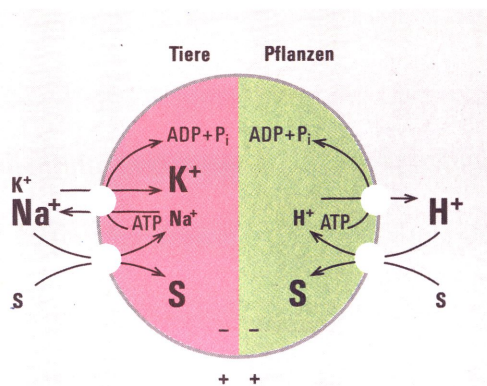 Tiere Pflanzen
ADP+Pᵢ ADP+Pᵢ
K⁺ K⁺
Na⁺ ATP Na⁺ H⁺ ATP H⁺
S S S S
− −
+ +